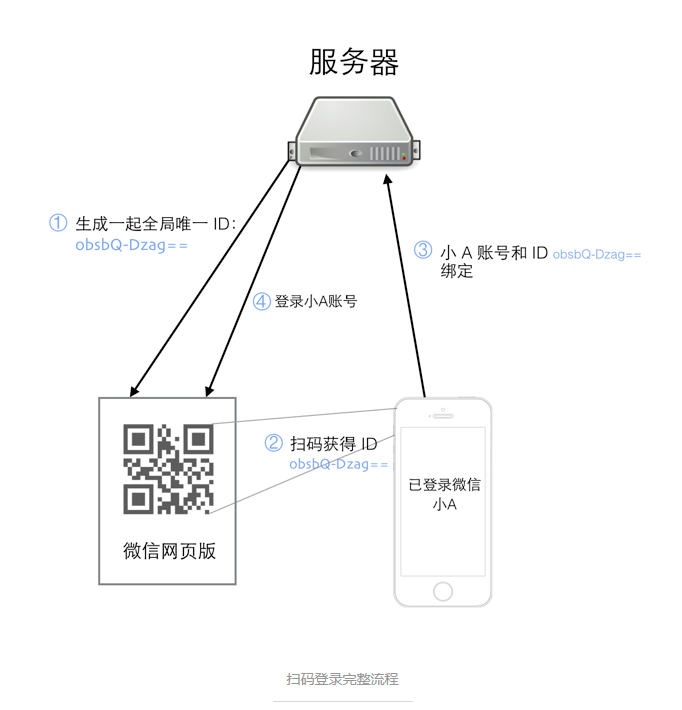 服务器
① 生成一起全局唯一 ID：
obsbQ-Dzag==
③ 小 A 账号和 ID obsbQ-Dzag==
绑定
④ 登录小A账号
② 扫码获得 ID
obsbQ-Dzag==
已登录微信
小A
微信网页版
扫码登录完整流程